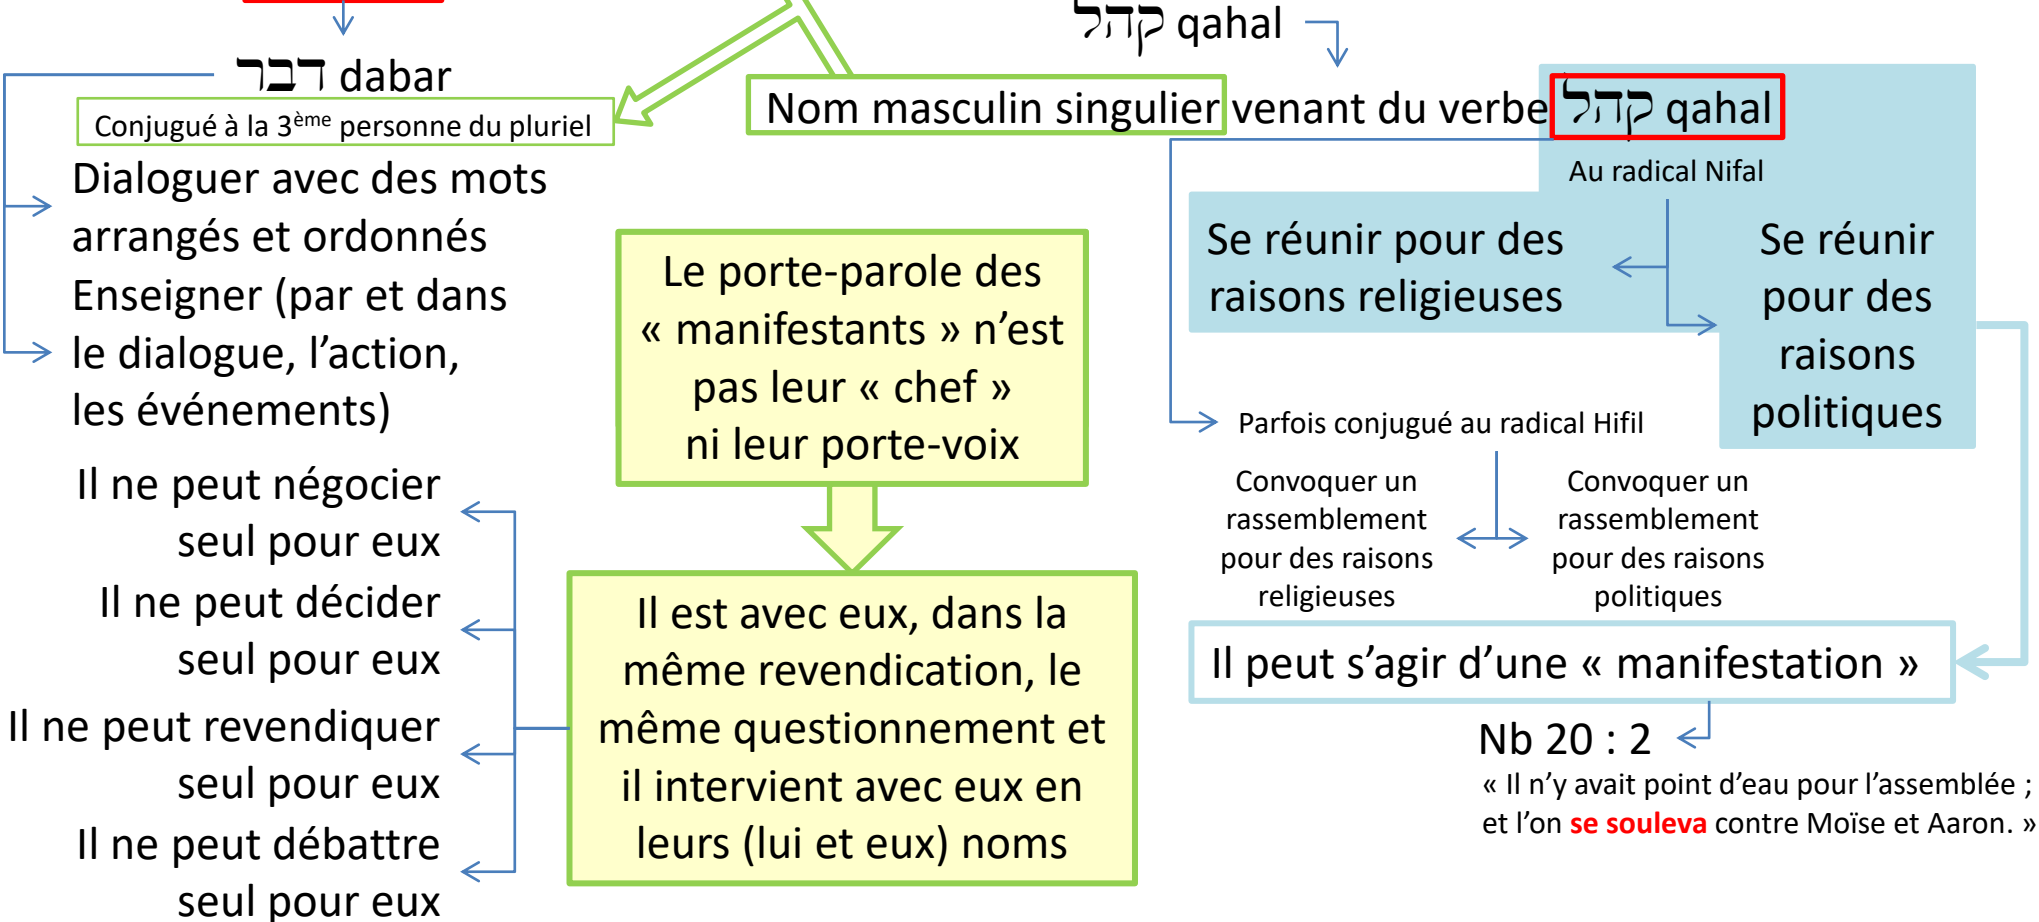 דבר dabar
Conjugué à la 3ème personne du pluriel
Dialoguer avec des mots
arrangés et ordonnés
Enseigner (par et dans
le dialogue, l’action,
les événements)
Il ne peut négocier
seul pour eux
Il ne peut décider
seul pour eux
Il ne peut revendiquer
seul pour eux
Il ne peut débattre
seul pour eux
Le porte-parole des
« manifestants » n’est
pas leur « chef »
ni leur porte-voix
Il est avec eux, dans la
même revendication, le
même questionnement et
il intervient avec eux en
leurs (lui et eux) noms
קהל qahal
Nom masculin singulier venant du verbe קהל qahal
Au radical Nifal
Se réunir pour des
raisons religieuses
Se réunir
pour des
raisons
politiques
Parfois conjugué au radical Hifil
Convoquer un
rassemblement
pour des raisons
religieuses
Convoquer un
rassemblement
pour des raisons
politiques
Il peut s’agir d’une « manifestation »
Nb 20 : 2
« Il n’y avait point d’eau pour l’assemblée ;
et l’on se souleva contre Moïse et Aaron. »